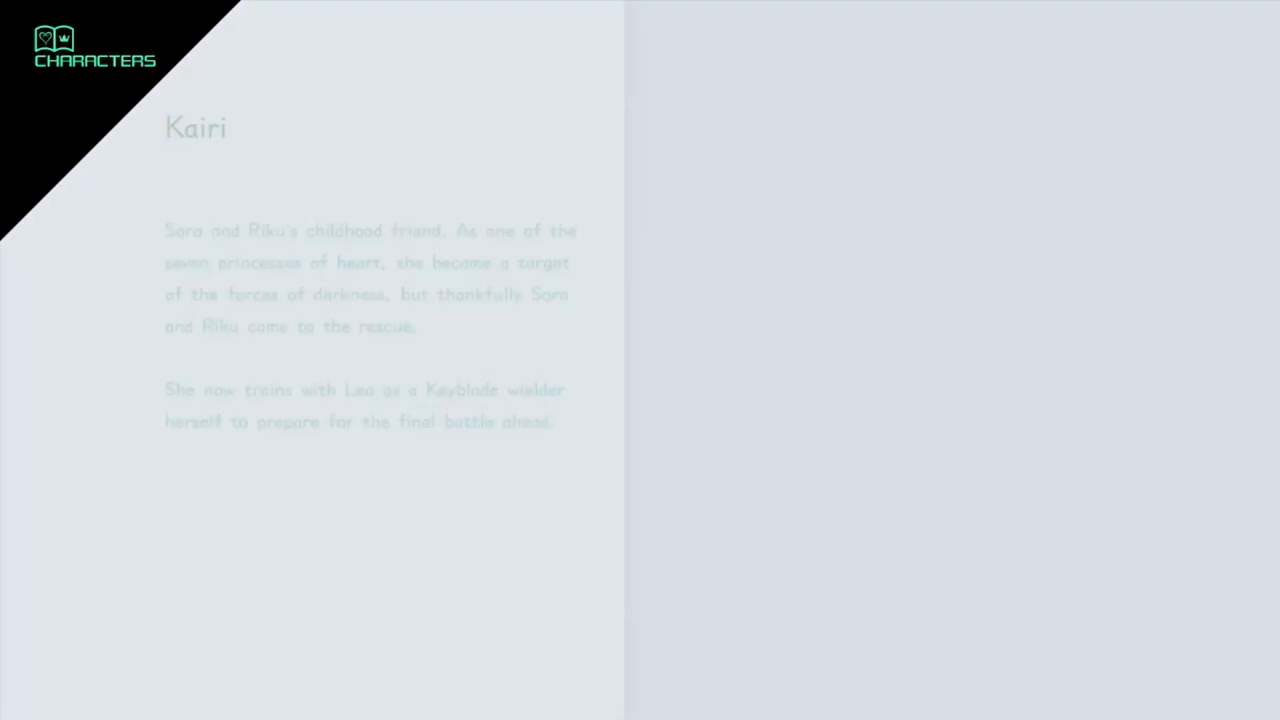 CHARACTERS
Kairi
Sora and Riku's childhood friend. As one of the
seven princesses of heart, she became a target
of the forces of darkness, but thankfully Sora
and Riku came to the rescue.
She now trains with Lea as a Keyblade wielder
herself to prepare for the final battle ahead.